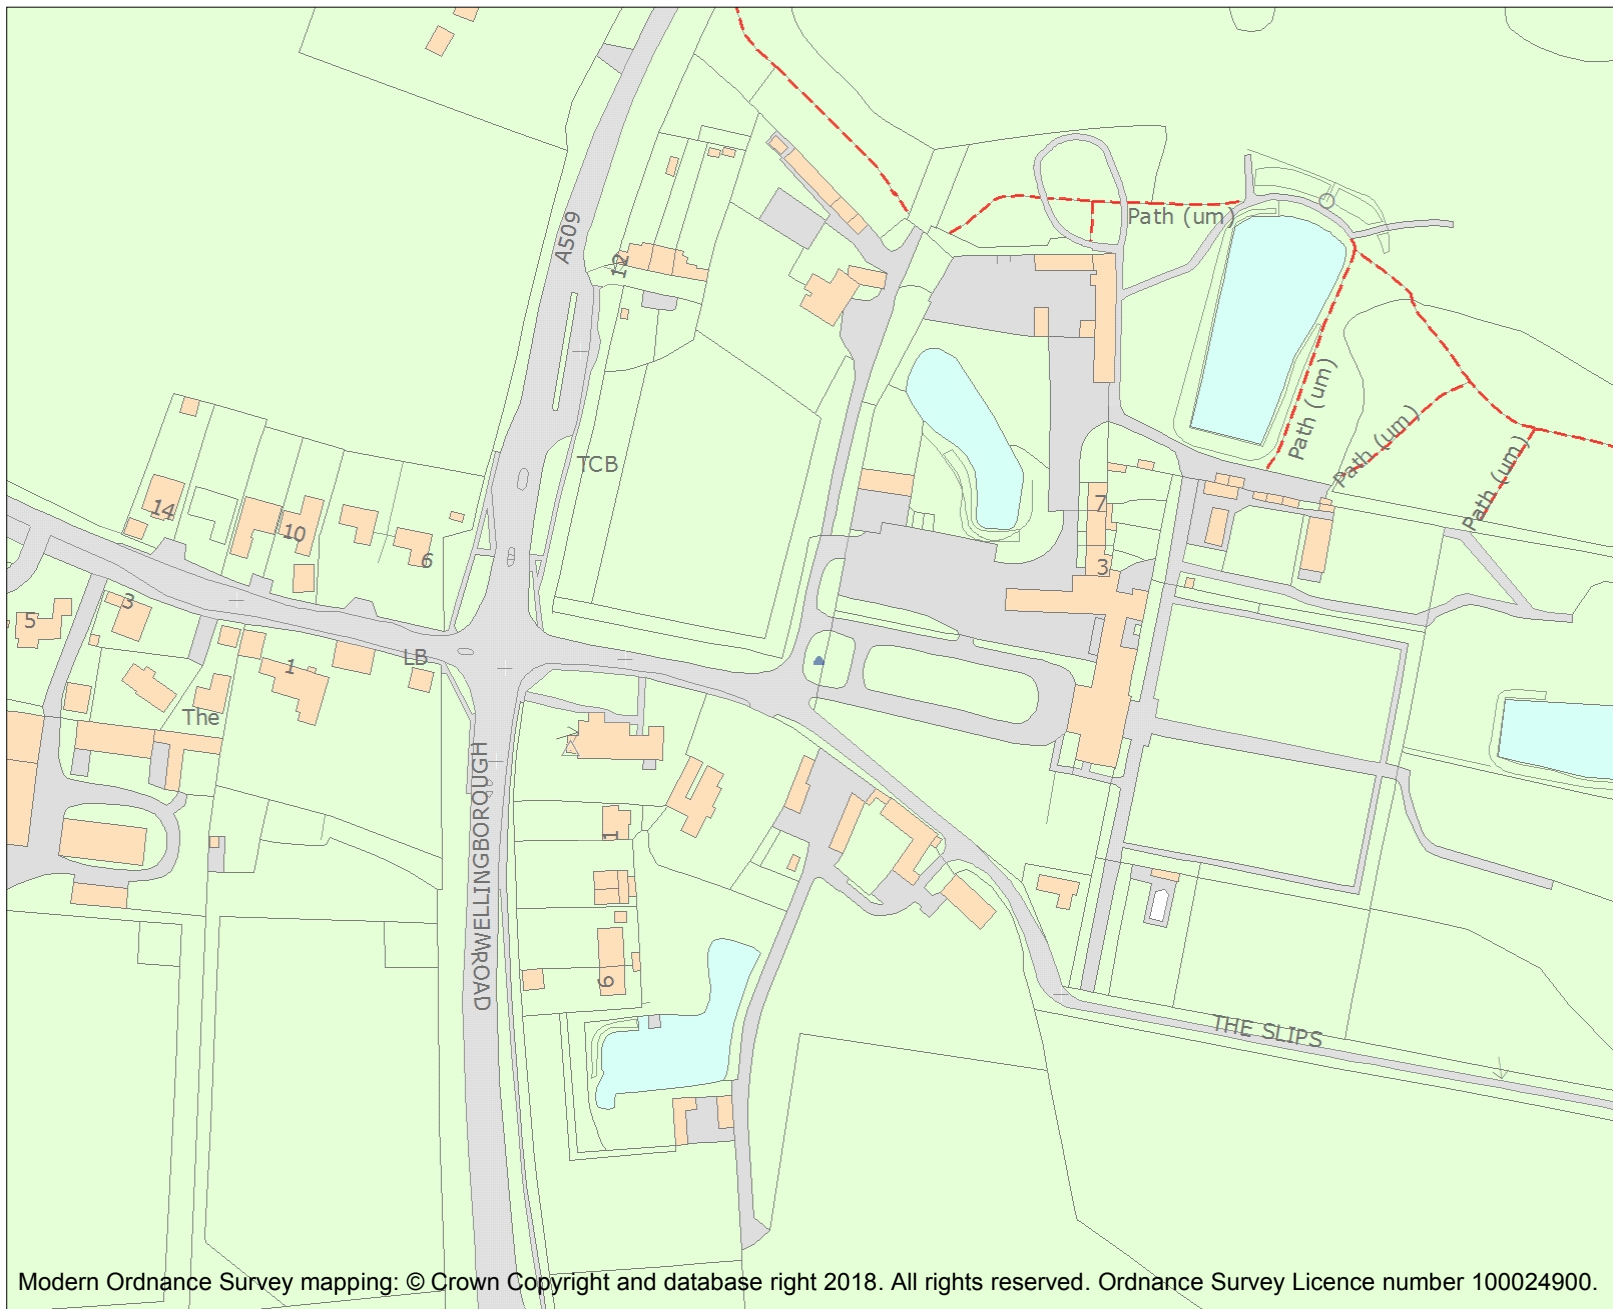 A509
12
Path (um)
Path (um)
Path (um)
Path (um)
TCB
14
10
6
7
3
3
5
1
LB
The
WELLINGBOROUGH
ROAD
1
6
THE SLIPS
Modern Ordnance Survey mapping: © Crown Copyright and database right 2018. All rights reserved. Ordnance Survey Licence number 100024900.